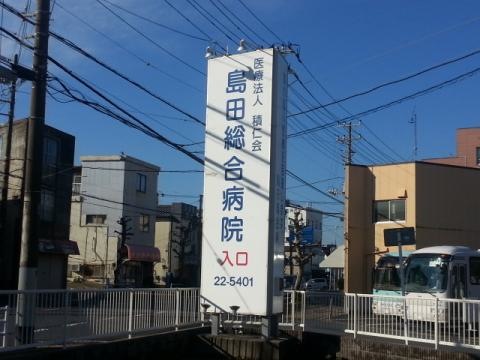 医療法人 積仁会
島田総合病院
入口
22-5401